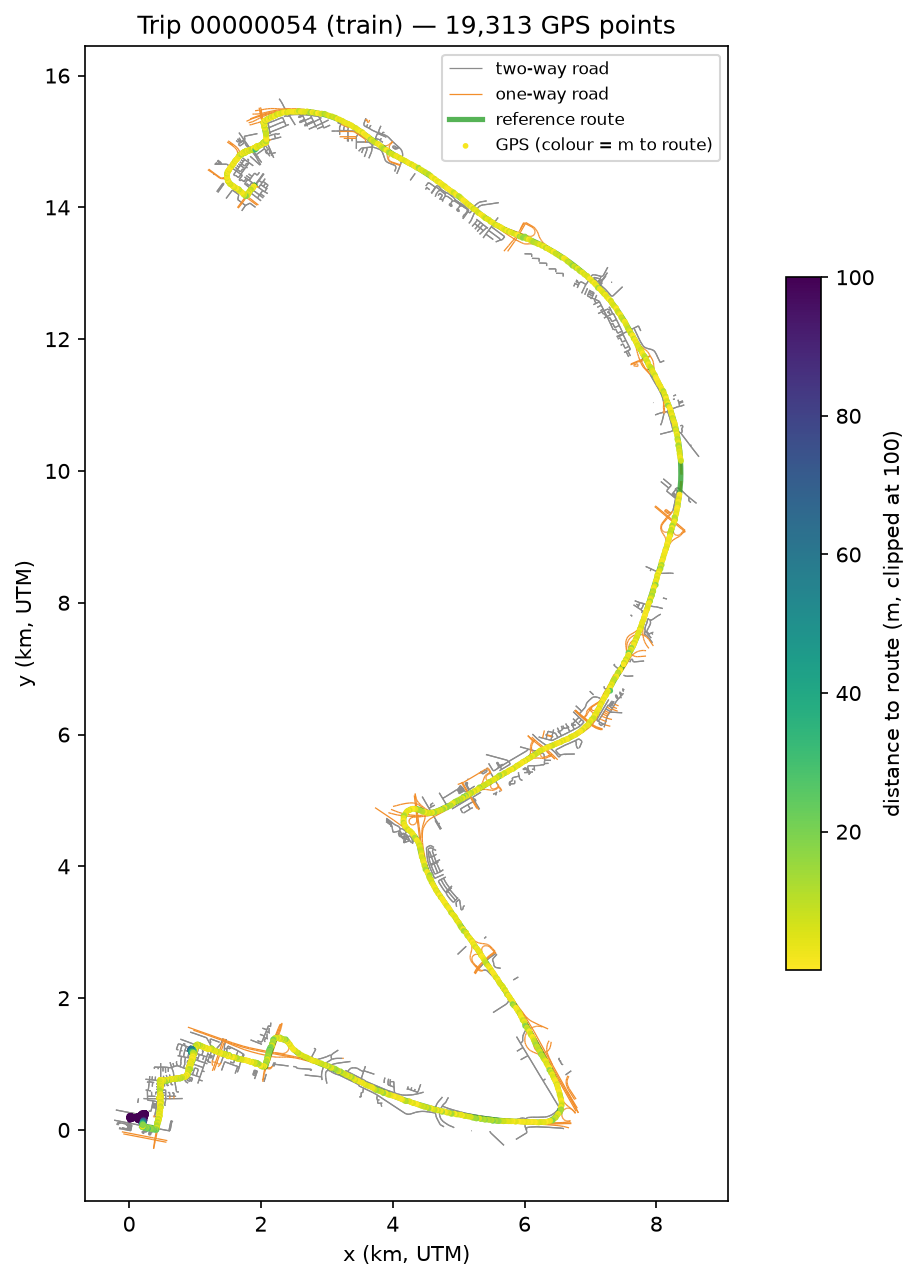 Trip 00000054 (train) — 19,313 GPS points
two-way road
one-way road
reference route
GPS (colour = m to route)
16
14
12
10
8
6
4
2
0
y (km, UTM)
0 2 4 6 8
x (km, UTM)
100
80
60
40
20
distance to route (m, clipped at 100)